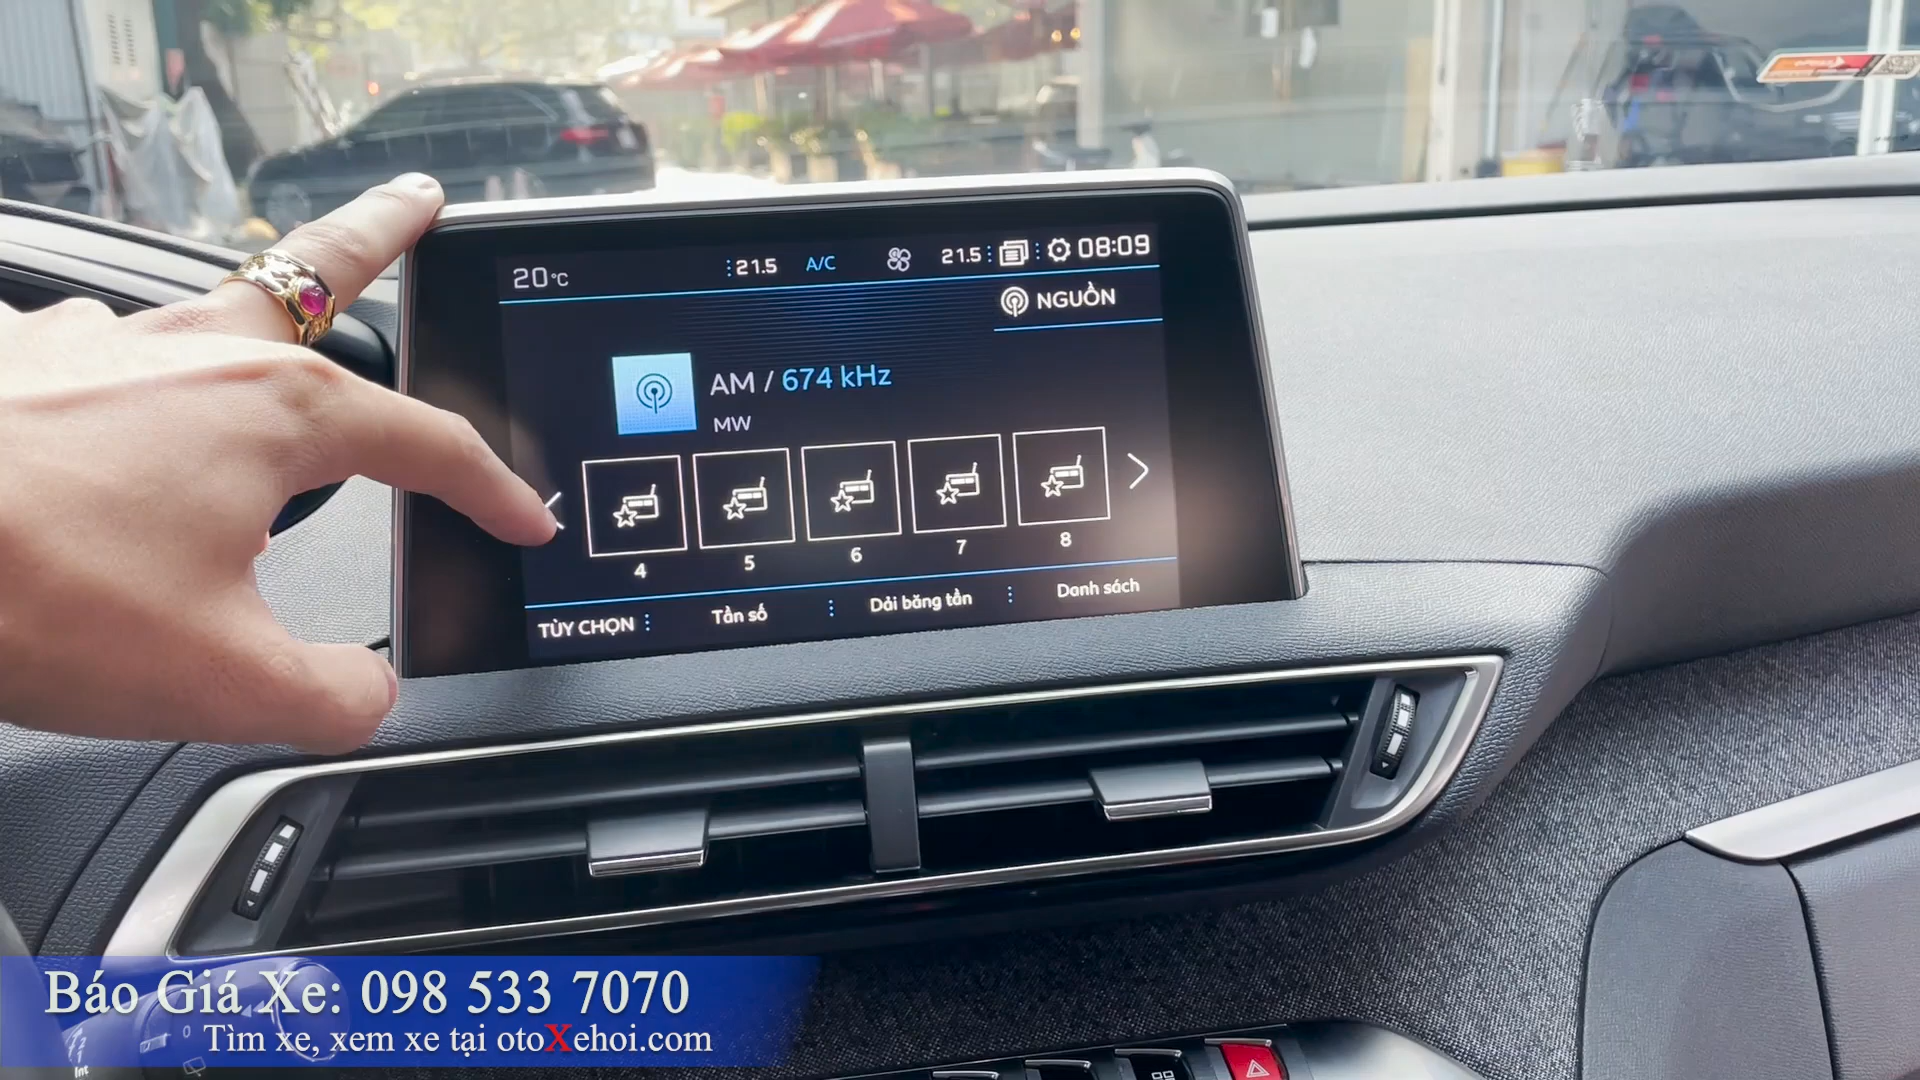 20°C
21.5
A/C
21.5
08:09
NGUỒN
AM / 674 kHz
MW
4
5
6
7
8
TÙY CHỌN
Tần số
Dải băng tần
Danh sách
Báo Giá Xe: 098 533 7070
Tìm xe, xem xe tại otoXehoi.com
Int